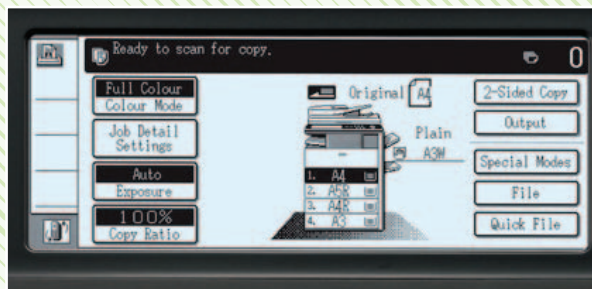 Ready to scan for copy.
0
Full Colour
Colour Mode
Job Detail
Settings
Auto
Exposure
100%
Copy Ratio
Original A4
Plain
A3W
1. A4
2. A5R
3. A4R
4. A3
2-Sided Copy
Output
Special Modes
File
Quick File